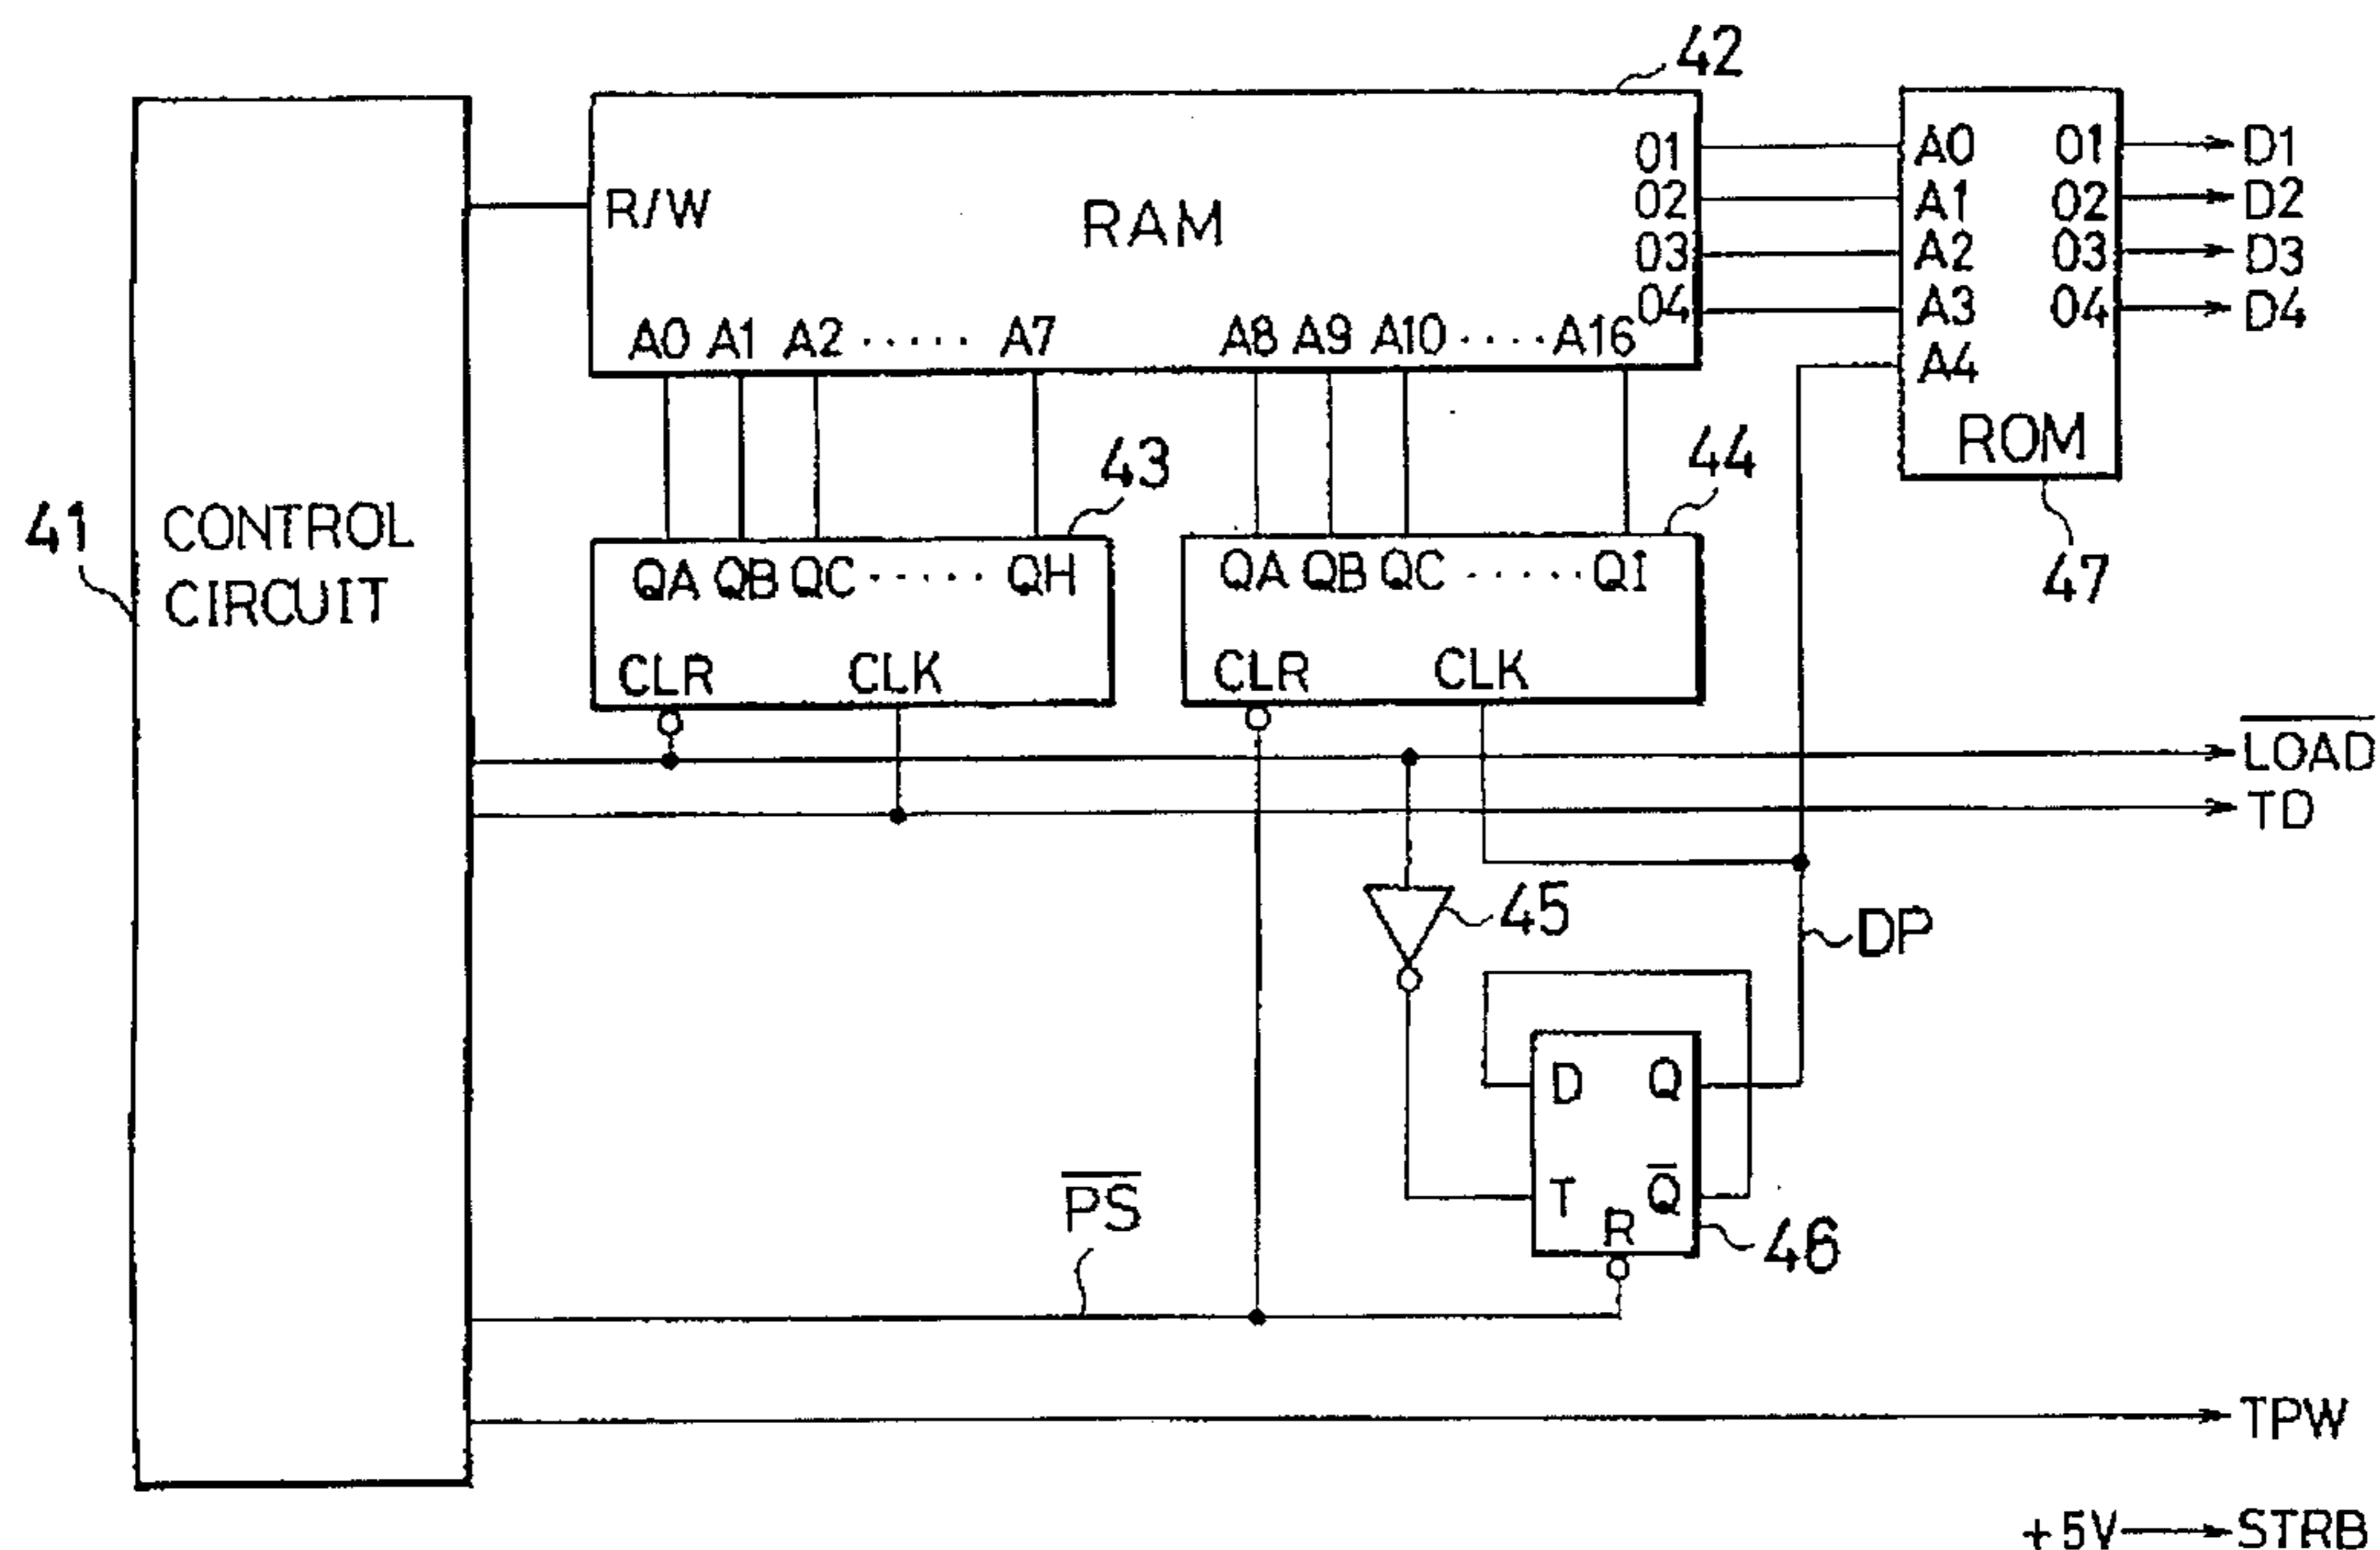 42
R/W
RAM
01
02
03
04
A0 A1 A2 ····· A7
A8 A9 A10 ···· A16
A0 01 D1
A1 02 D2
A2 03 D3
A3 04 D4
A4
ROM
47
41
CONTROL
CIRCUIT
43
QA QB QC ····· QH
CLR CLK
44
QA QB QC ····· QI
CLR CLK
L̅O̅A̅D̅
TD
45
DP
D Q
T Q̅
R
46
P̅S̅
TPW
+5V STRB